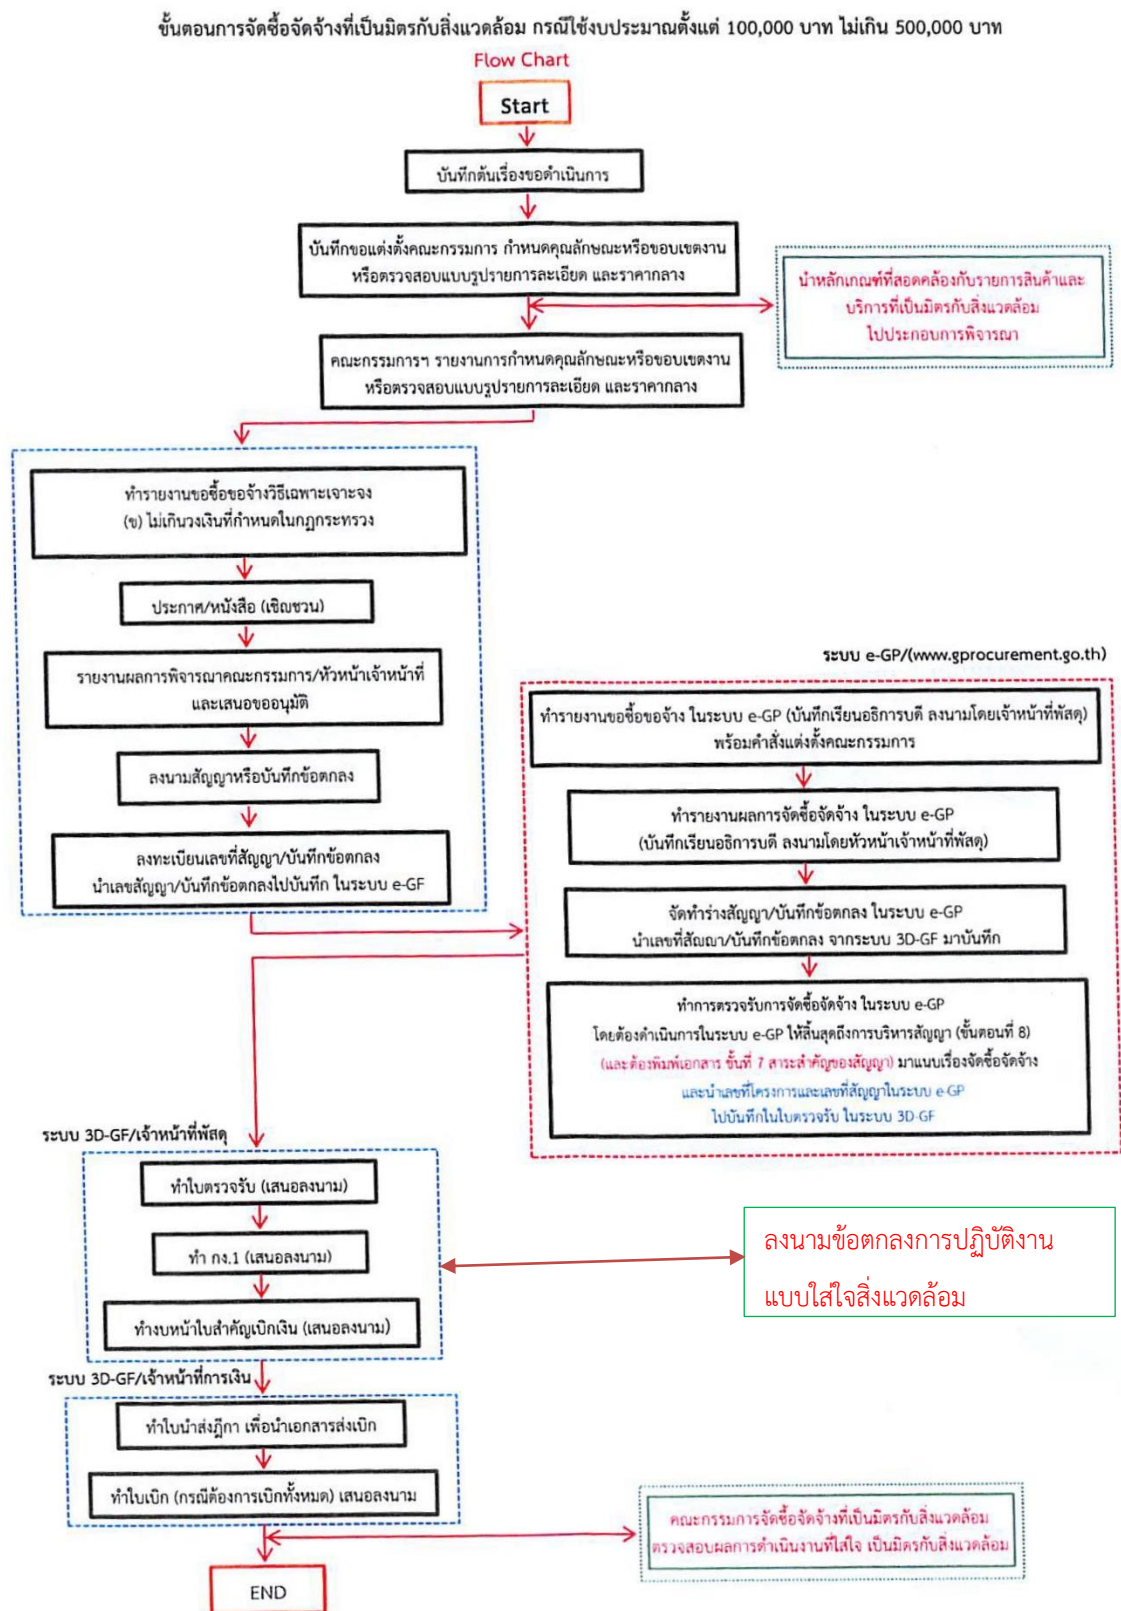 ขั้นตอนการจัดซื้อจัดจ้างที่เป็นมิตรกับสิ่งแวดล้อม กรณีใช้งบประมาณตั้งแต่ 100,000 บาท ไม่เกิน 500,000 บาท
Flow Chart
Start
บันทึกต้นเรื่องขอดำเนินการ
บันทึกขอแต่งตั้งคณะกรรมการ กำหนดคุณลักษณะหรือขอบเขตงาน
หรือตรวจสอบแบบรูปรายการละเอียด และราคากลาง
นำหลักเกณฑ์ที่สอดคล้องกับรายการสินค้าและ
บริการที่เป็นมิตรกับสิ่งแวดล้อม
ไปประกอบการพิจารณา
คณะกรรมการฯ รายงานการกำหนดคุณลักษณะหรือขอบเขตงาน
หรือตรวจสอบแบบรูปรายการละเอียด และราคากลาง
ทำรายงานขอซื้อขอจ้างวิธีเฉพาะเจาะจง
(ข) ไม่เกินวงเงินที่กำหนดในกฎกระทรวง
ประกาศ/หนังสือ (เชิญชวน)
รายงานผลการพิจารณาคณะกรรมการ/หัวหน้าเจ้าหน้าที่
และเสนอขออนุมัติ
ลงนามสัญญาหรือบันทึกข้อตกลง
ลงทะเบียนเลขที่สัญญา/บันทึกข้อตกลง
นำเลขสัญญา/บันทึกข้อตกลงไปบันทึก ในระบบ e-GF
ระบบ e-GP/(www.gprocurement.go.th)
ทำรายงานขอซื้อขอจ้าง ในระบบ e-GP (บันทึกเรียนอธิการบดี ลงนามโดยเจ้าหน้าที่พัสดุ)
พร้อมคำสั่งแต่งตั้งคณะกรรมการ
ทำรายงานผลการจัดซื้อจัดจ้าง ในระบบ e-GP
(บันทึกเรียนอธิการบดี ลงนามโดยหัวหน้าเจ้าหน้าที่พัสดุ)
จัดทำร่างสัญญา/บันทึกข้อตกลง ในระบบ e-GP
นำเลขที่สัญญา/บันทึกข้อตกลง จากระบบ 3D-GF มาบันทึก
ทำการตรวจรับการจัดซื้อจัดจ้าง ในระบบ e-GP
โดยต้องดำเนินการในระบบ e-GP ให้สิ้นสุดถึงการบริหารสัญญา (ขั้นตอนที่ 8)
(และต้องพิมพ์เอกสาร ขั้นที่ 7 สาระสำคัญของสัญญา) มาแนบเรื่องจัดซื้อจัดจ้าง
และนำเลขที่โครงการและเลขที่สัญญาในระบบ e-GP
ไปบันทึกในใบตรวจรับ ในระบบ 3D-GF
ระบบ 3D-GF/เจ้าหน้าที่พัสดุ
ทำใบตรวจรับ (เสนอลงนาม)
ทำ กง.1 (เสนอลงนาม)
ทำงบหน้าใบสำคัญเบิกเงิน (เสนอลงนาม)
ลงนามข้อตกลงการปฏิบัติงาน
แบบใส่ใจสิ่งแวดล้อม
ระบบ 3D-GF/เจ้าหน้าที่การเงิน
ทำใบนำส่งฎีกา เพื่อนำเอกสารส่งเบิก
ทำใบเบิก (กรณีต้องการเบิกทั้งหมด) เสนอลงนาม
คณะกรรมการจัดซื้อจัดจ้างที่เป็นมิตรกับสิ่งแวดล้อม
ตรวจสอบผลการดำเนินงานที่ใส่ใจ เป็นมิตรกับสิ่งแวดล้อม
END